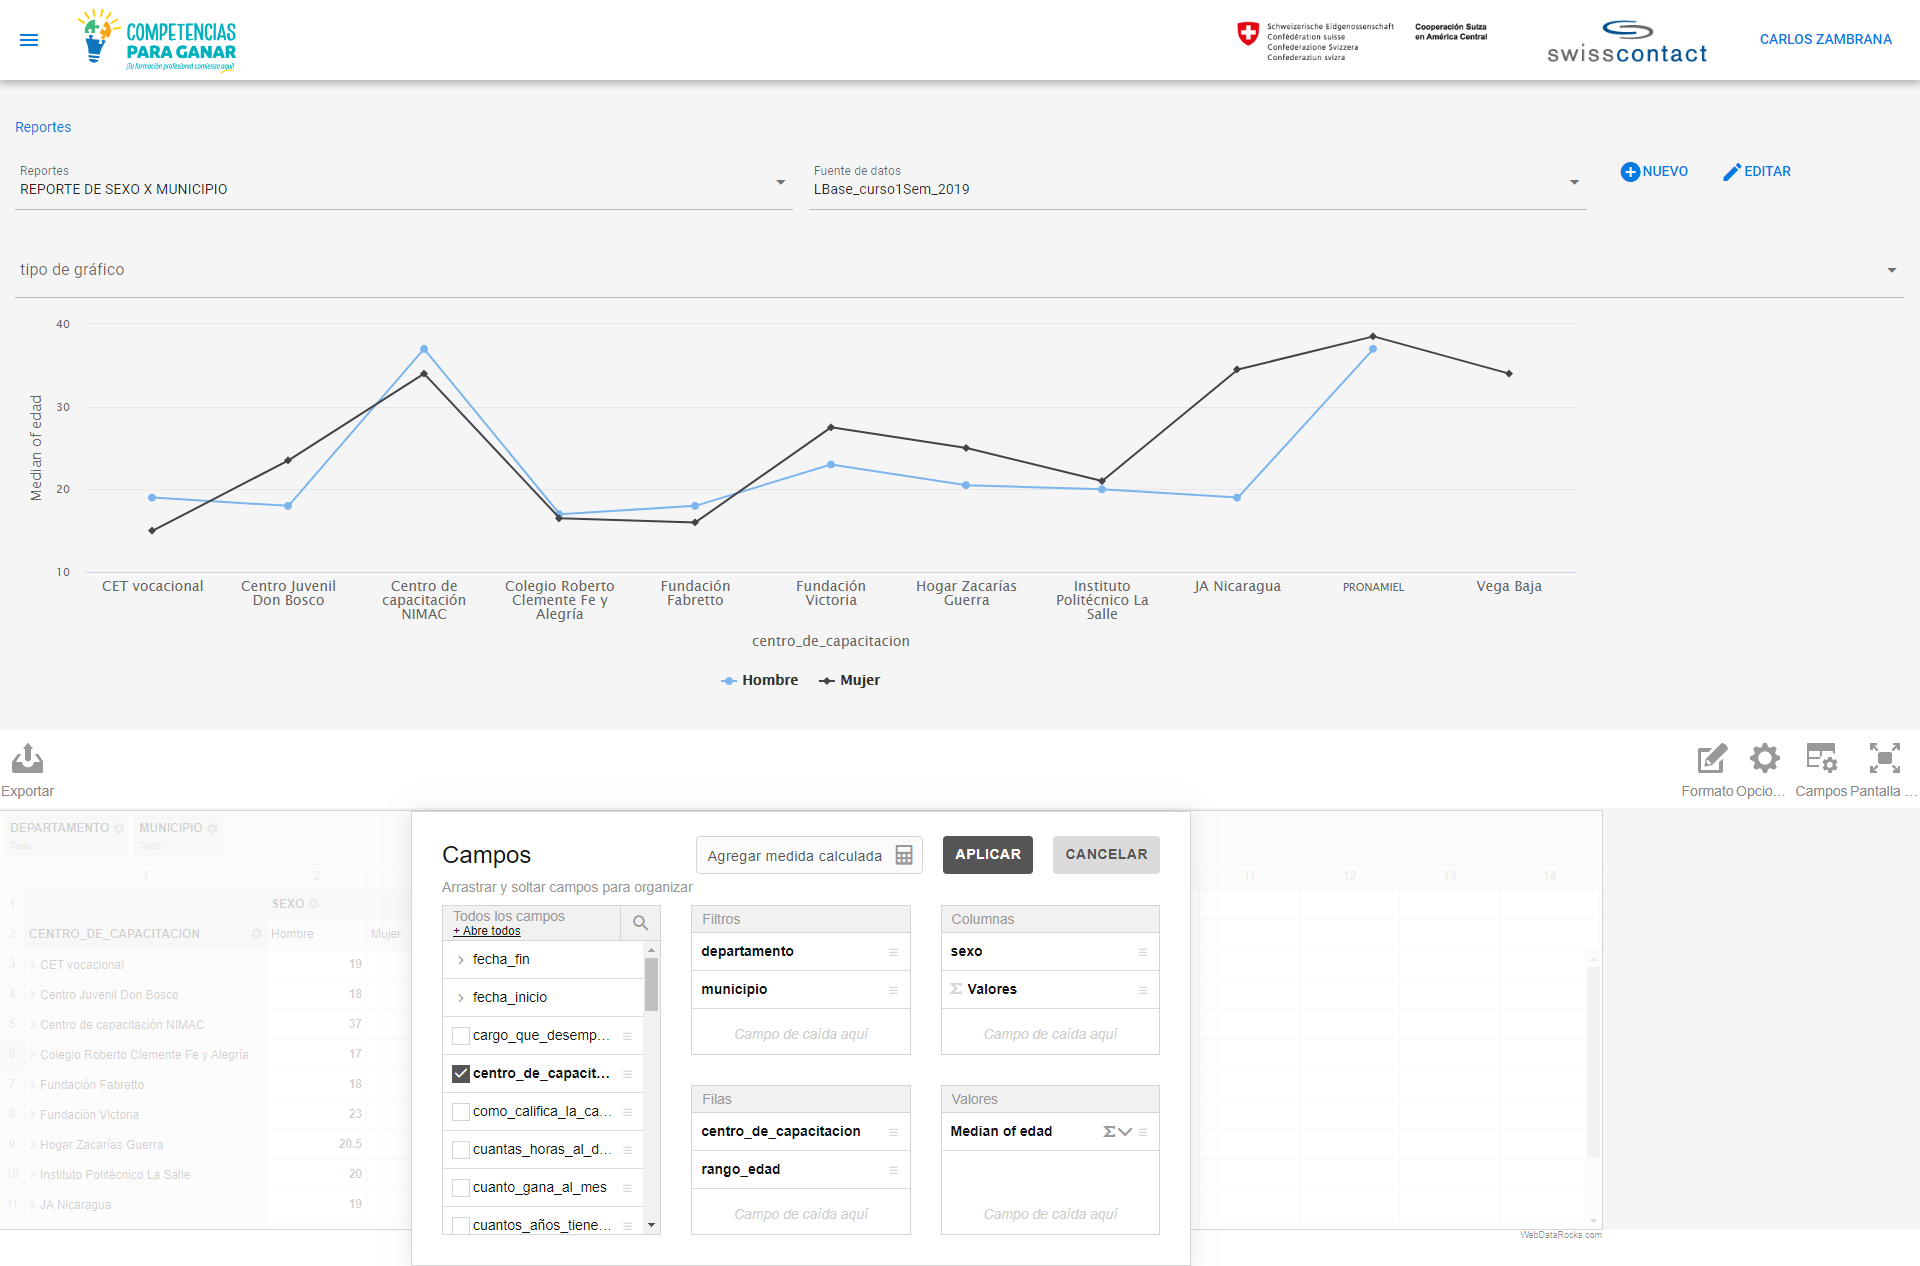 COMPETENCIAS
PARA GANAR
¡Tu formación profesional comienza aquí!
Schweizerische Eidgenossenschaft
Confédération suisse
Confederazione Svizzera
Confederaziun svizra
Cooperación Suiza
en América Central
swisscontact
CARLOS ZAMBRANA
Reportes
Reportes
REPORTE DE SEXO X MUNICIPIO
Fuente de datos
LBase_curso1Sem_2019
NUEVO
EDITAR
tipo de gráfico
40
30
20
10
Median of edad
CET vocacional
Centro Juvenil
Don Bosco
Centro de
capacitación
NIMAC
Colegio Roberto
Clemente Fe y
Alegría
Fundación
Fabretto
Fundación
Victoria
Hogar Zacarías
Guerra
Instituto
Politécnico La
Salle
JA Nicaragua
PRONAMIEL
Vega Baja
centro_de_capacitacion
Hombre
Mujer
Exportar
Formato
Opcio...
Campos
Pantalla ...
DEPARTAMENTO
Todo
MUNICIPIO
Todo
1 2 11 12 13 14
1 SEXO
2 CENTRO_DE_CAPACITACION Hombre Mujer
3 CET vocacional 19
4 Centro Juvenil Don Bosco 18
5 Centro de capacitación NIMAC 37
6 Colegio Roberto Clemente Fe y Alegría 17
7 Fundación Fabretto 18
8 Fundación Victoria 23
9 Hogar Zacarías Guerra 20.5
10 Instituto Politécnico La Salle 20
11 JA Nicaragua 19
Campos
Agregar medida calculada
APLICAR
CANCELAR
Arrastrar y soltar campos para organizar
Todos los campos
+ Abre todos
fecha_fin
fecha_inicio
cargo_que_desemp...
centro_de_capacit...
como_califica_la_ca...
cuantas_horas_al_d...
cuanto_gana_al_mes
cuantos_años_tiene...
Filtros
departamento
municipio
Campo de caída aquí
Columnas
sexo
Σ Valores
Campo de caída aquí
Filas
centro_de_capacitacion
rango_edad
Campo de caída aquí
Valores
Median of edad Σ
Campo de caída aquí
WebDataRocks.com